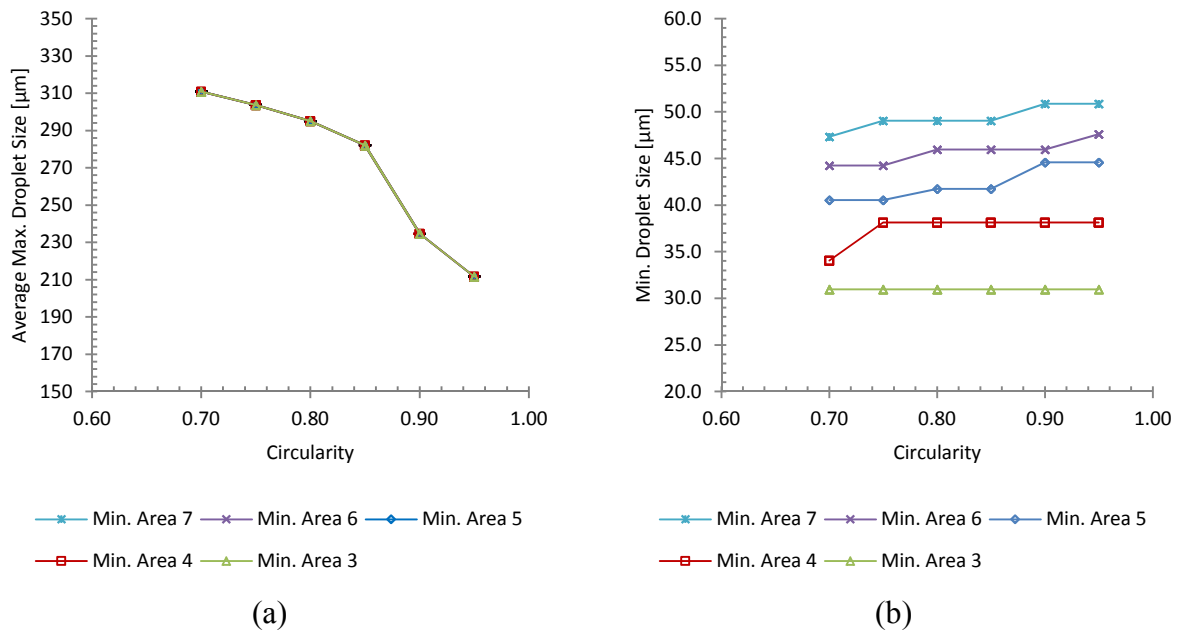 350
330
310
290
270
250
230
210
190
170
150
Average Max. Droplet Size [µm]
0.60 0.70 0.80 0.90 1.00
Circularity
Min. Area 7 Min. Area 6 Min. Area 5
Min. Area 4 Min. Area 3
(a)
60.0
55.0
50.0
45.0
40.0
35.0
30.0
25.0
20.0
Min. Droplet Size [µm]
0.60 0.70 0.80 0.90 1.00
Circularity
Min. Area 7 Min. Area 6 Min. Area 5
Min. Area 4 Min. Area 3
(b)